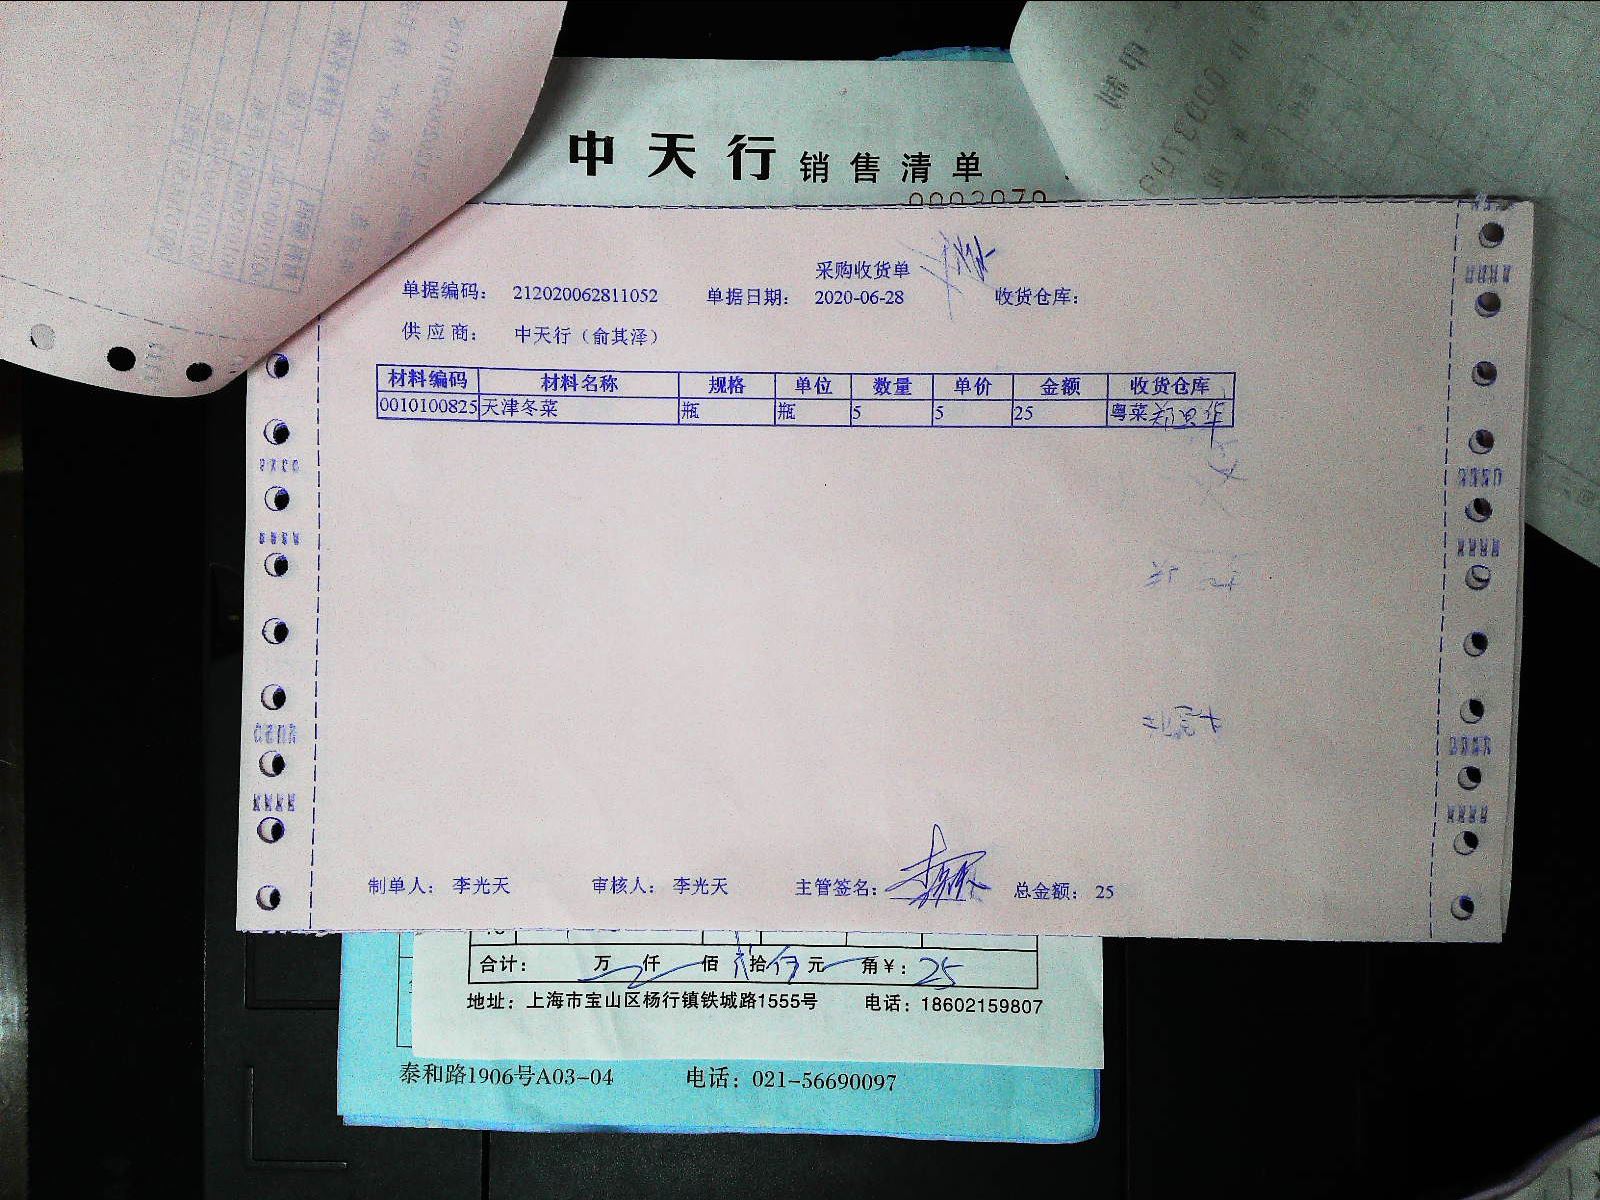 中天行销售清单
采购收货单
单据编码： 212020062811052 单据日期： 2020-06-28 收货仓库：
供应商： 中天行（俞其泽）
材料编码 材料名称 规格 单位 数量 单价 金额 收货仓库
0010100825 天津冬菜 瓶 瓶 5 5 25 粤菜
制单人： 李光天 审核人： 李光天 主管签名： 总金额： 25
合计： 万 仟 佰 拾 元 角¥： 25
地址：上海市宝山区杨行镇铁城路1555号 电话：18602159807
泰和路1906号A03-04 电话：021-56690097